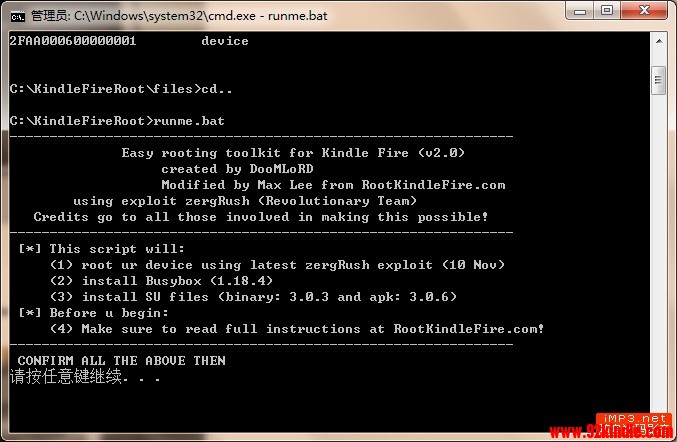 管理员: C:\Windows\system32\cmd.exe - runme.bat
2FAA000600000001 device
C:\KindleFireRoot\files>cd..
C:\KindleFireRoot>runme.bat
---------------------------------------------------------------
Easy rooting toolkit for Kindle Fire (v2.0)
created by DooMLoRD
Modified by Max Lee from RootKindleFire.com
using exploit zergRush (Revolutionary Team)
Credits go to all those involved in making this possible!
---------------------------------------------------------------
[*] This script will:
(1) root ur device using latest zergRush exploit (10 Nov)
(2) install Busybox (1.18.4)
(3) install SU files (binary: 3.0.3 and apk: 3.0.6)
[*] Before u begin:
(4) Make sure to read full instructions at RootKindleFire.com!
---------------------------------------------------------------
CONFIRM ALL THE ABOVE THEN
请按任意键继续. . .
iMP3.net